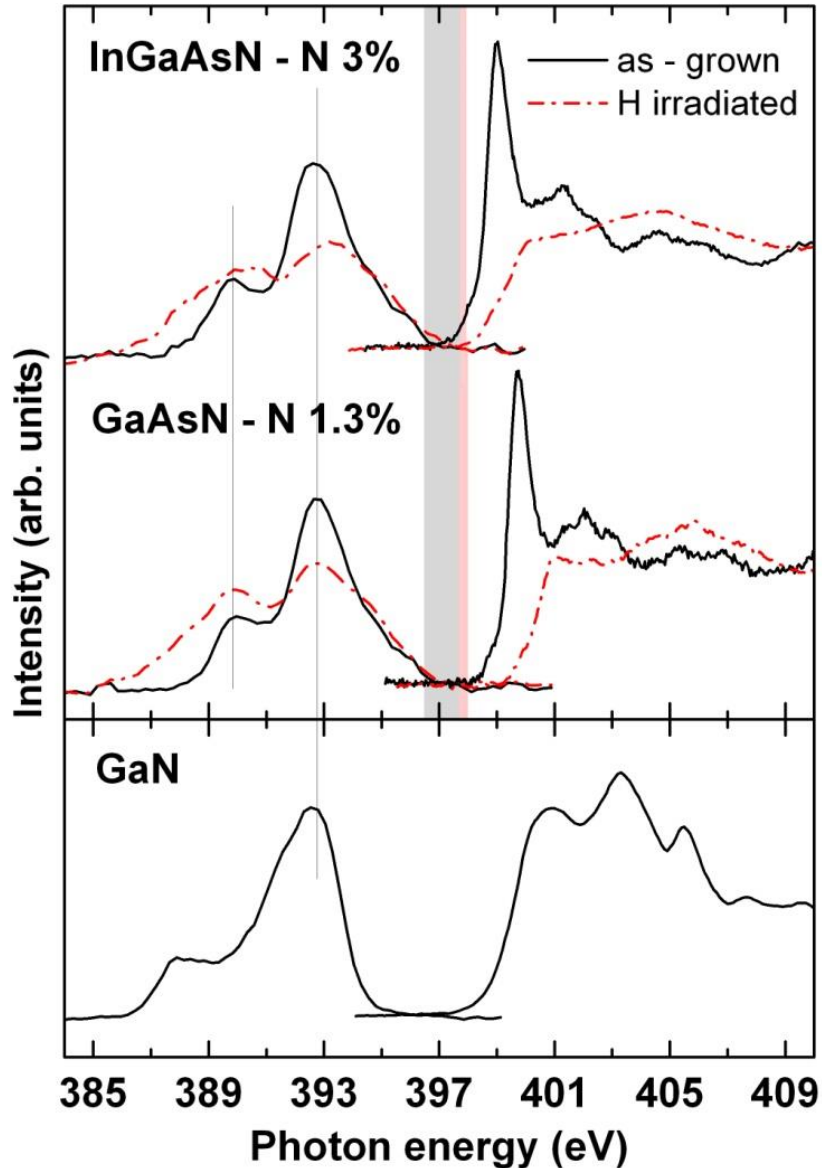 InGaAsN - N 3%
as - grown
H irradiated
GaAsN - N 1.3%
Intensity (arb. units)
GaN
385 389 393 397 401 405 409
Photon energy (eV)